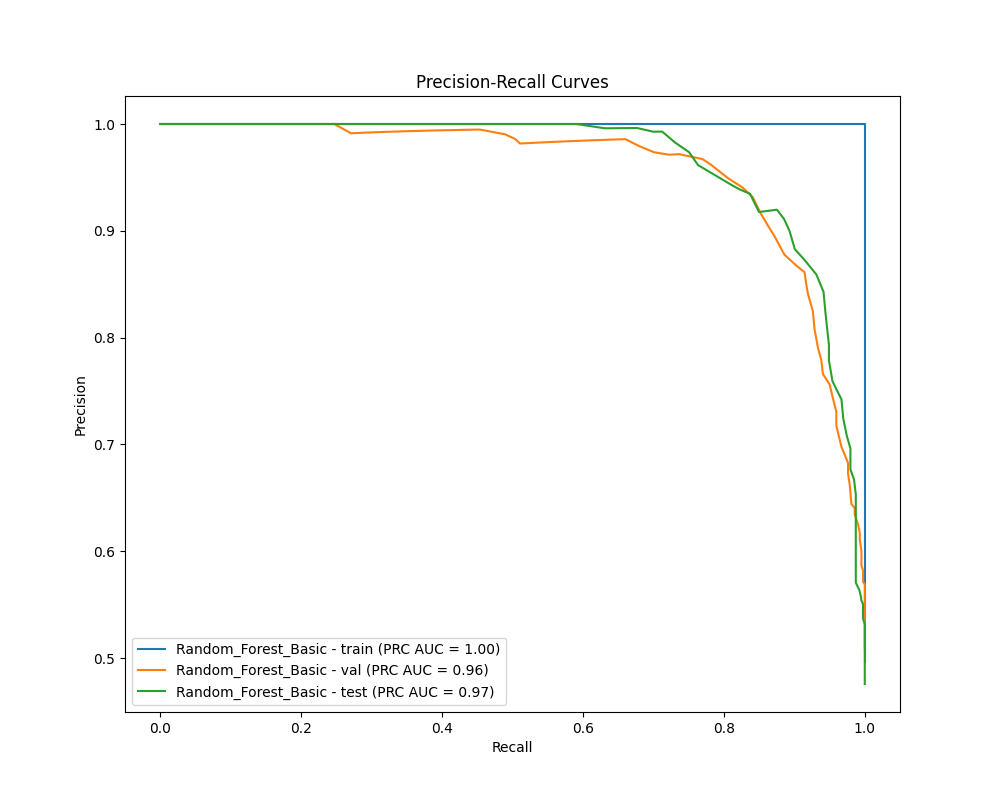 Precision-Recall Curves
1.0
0.9
0.8
0.7
0.6
0.5
Precision
Random_Forest_Basic - train (PRC AUC = 1.00)
Random_Forest_Basic - val (PRC AUC = 0.96)
Random_Forest_Basic - test (PRC AUC = 0.97)
0.0 0.2 0.4 0.6 0.8 1.0
Recall